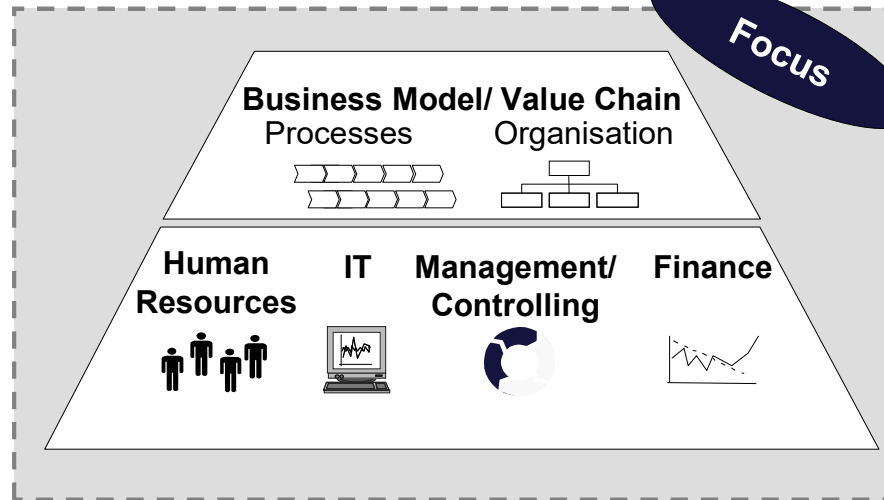 Focus
Business Model/ Value Chain
Processes Organisation
Human Resources
IT
Management/ Controlling
Finance